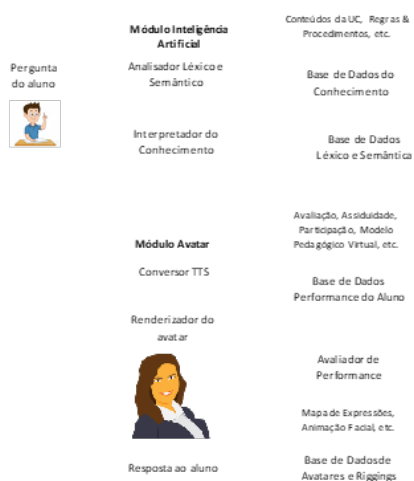 Pergunta
do aluno
Módulo Inteligência
Artificial
Analisador Léxico e
Semântico
Interpretador do
Conhecimento
Conteúdos da UC, Regras &
Procedimentos, etc.
Base de Dados do
Conhecimento
Base de Dados
Léxico e Semântica
Módulo Avatar
Conversor TTS
Renderizador do
avatar
Resposta ao aluno
Avaliação, Assiduidade,
Participação, Modelo
Pedagógico Virtual, etc.
Base de Dados
Performance do Aluno
Avaliador de
Performance
Mapa de Expressões,
Animação Facial, etc.
Base de Dados de
Avatares e Riggings